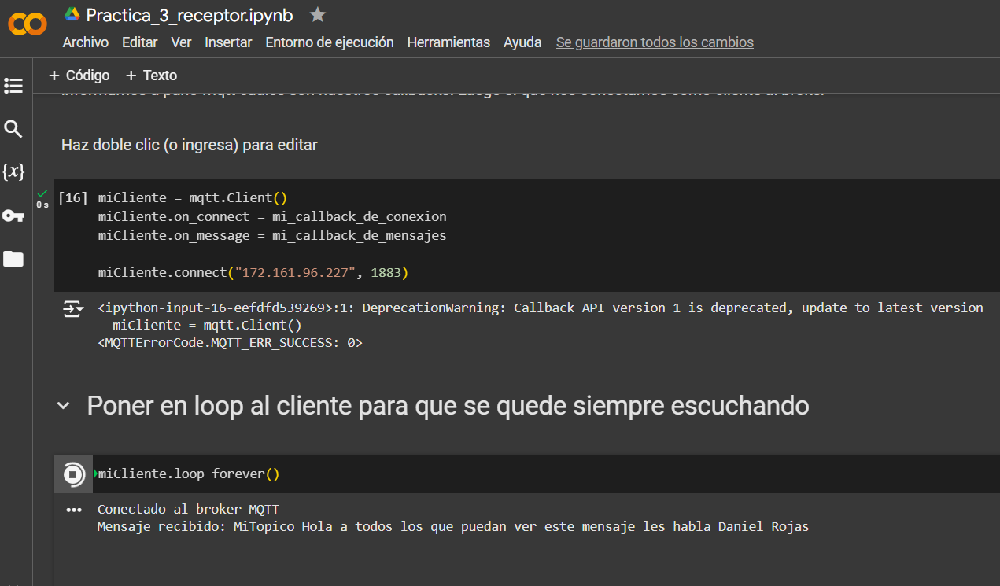 Practica_3_receptor.ipynb
Archivo Editar Ver Insertar Entorno de ejecución Herramientas Ayuda Se guardaron todos los cambios
+ Código + Texto
Haz doble clic (o ingresa) para editar
{x}
[16] miCliente = mqtt.Client()
0 s
miCliente.on_connect = mi_callback_de_conexion
miCliente.on_message = mi_callback_de_mensajes
miCliente.connect("172.161.96.227", 1883)
<ipython-input-16-eefdfd539269>:1: DeprecationWarning: Callback API version 1 is deprecated, update to latest version
miCliente = mqtt.Client()
<MQTTErrorCode.MQTT_ERR_SUCCESS: 0>
Poner en loop al cliente para que se quede siempre escuchando
miCliente.loop_forever()
Conectado al broker MQTT
Mensaje recibido: MiTopico Hola a todos los que puedan ver este mensaje les habla Daniel Rojas